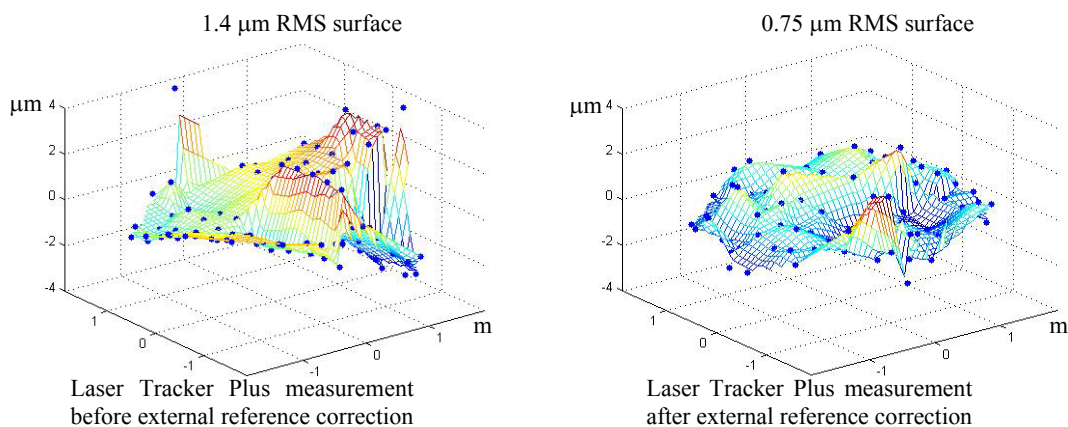 1.4 μm RMS surface
μm
4
2
0
-2
-4
1
0
-1
-1
0
1
m
Laser Tracker Plus measurement
before external reference correction
0.75 μm RMS surface
μm
4
2
0
-2
-4
1
0
-1
-1
0
1
m
Laser Tracker Plus measurement
after external reference correction